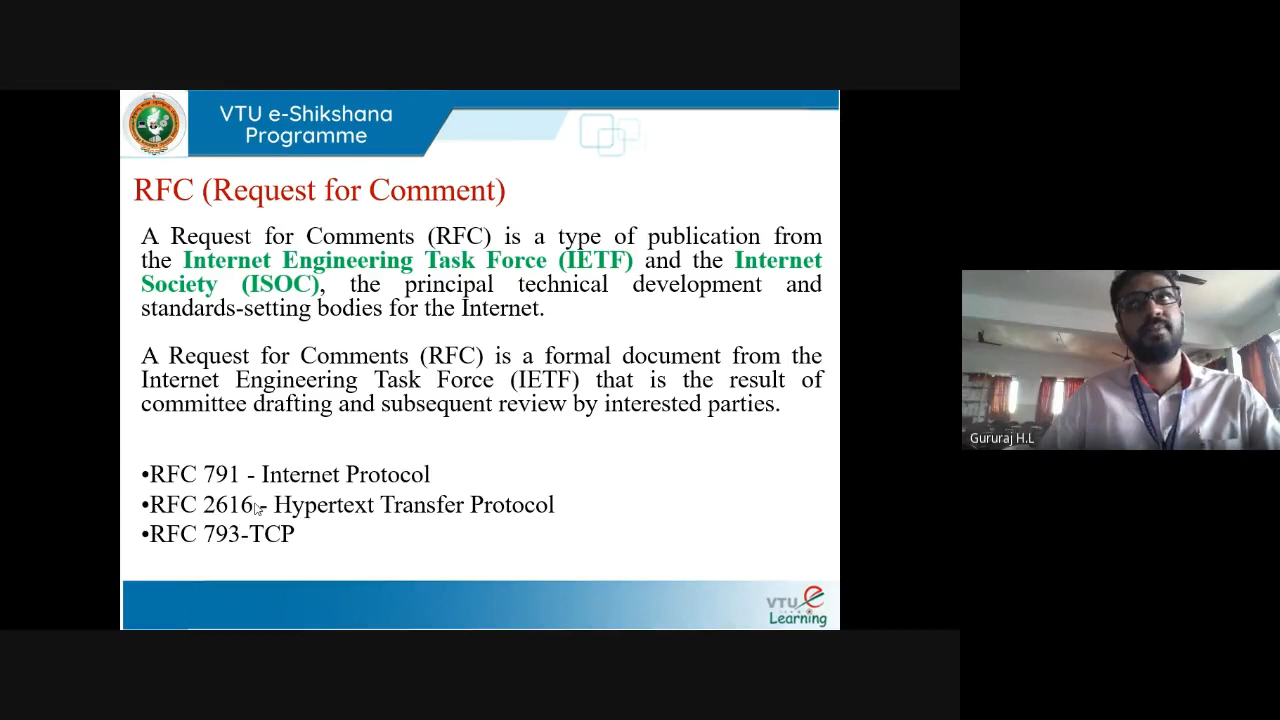 VTU e-Shikshana
Programme
RFC (Request for Comment)
A Request for Comments (RFC) is a type of publication from
the Internet Engineering Task Force (IETF) and the Internet
Society (ISOC), the principal technical development and
standards-setting bodies for the Internet.
A Request for Comments (RFC) is a formal document from the
Internet Engineering Task Force (IETF) that is the result of
committee drafting and subsequent review by interested parties.
•RFC 791 - Internet Protocol
•RFC 2616 - Hypertext Transfer Protocol
•RFC 793-TCP
VTU e
Learning
Gururaj H.L